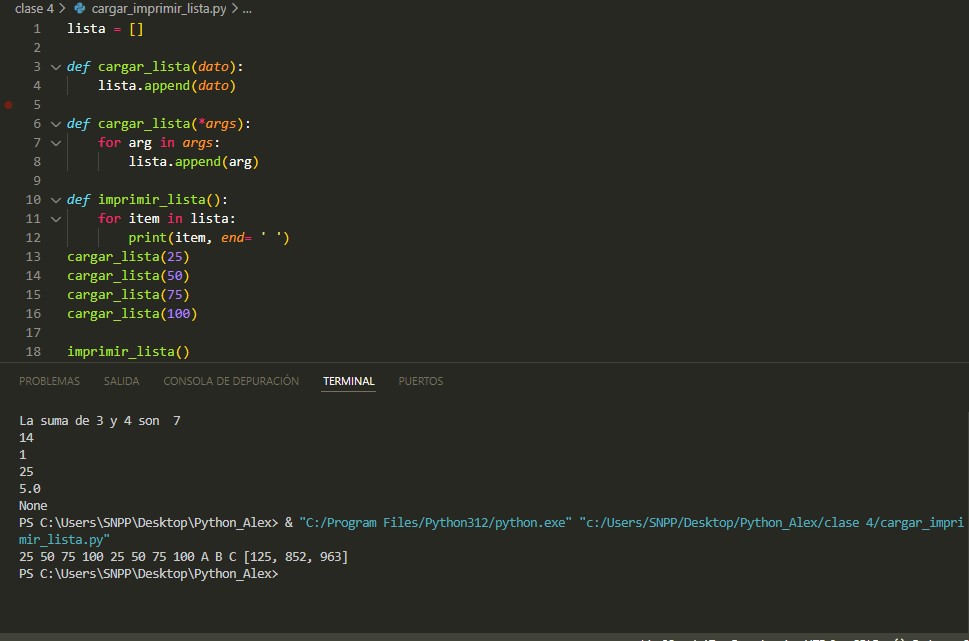 clase 4 > cargar_imprimir_lista.py > ...
1 lista = []
2
3 def cargar_lista(dato):
4 lista.append(dato)
5
6 def cargar_lista(*args):
7 for arg in args:
8 lista.append(arg)
9
10 def imprimir_lista():
11 for item in lista:
12 print(item, end= ' ')
13 cargar_lista(25)
14 cargar_lista(50)
15 cargar_lista(75)
16 cargar_lista(100)
17
18 imprimir_lista()
PROBLEMAS SALIDA CONSOLA DE DEPURACIÓN TERMINAL PUERTOS
La suma de 3 y 4 son  7
14
1
25
5.0
None
PS C:\Users\SNPP\Desktop\Python_Alex> & "C:/Program Files/Python312/python.exe" "c:/Users/SNPP/Desktop/Python_Alex/clase 4/cargar_impri
mir_lista.py"
25 50 75 100 25 50 75 100 A B C [125, 852, 963]
PS C:\Users\SNPP\Desktop\Python_Alex>